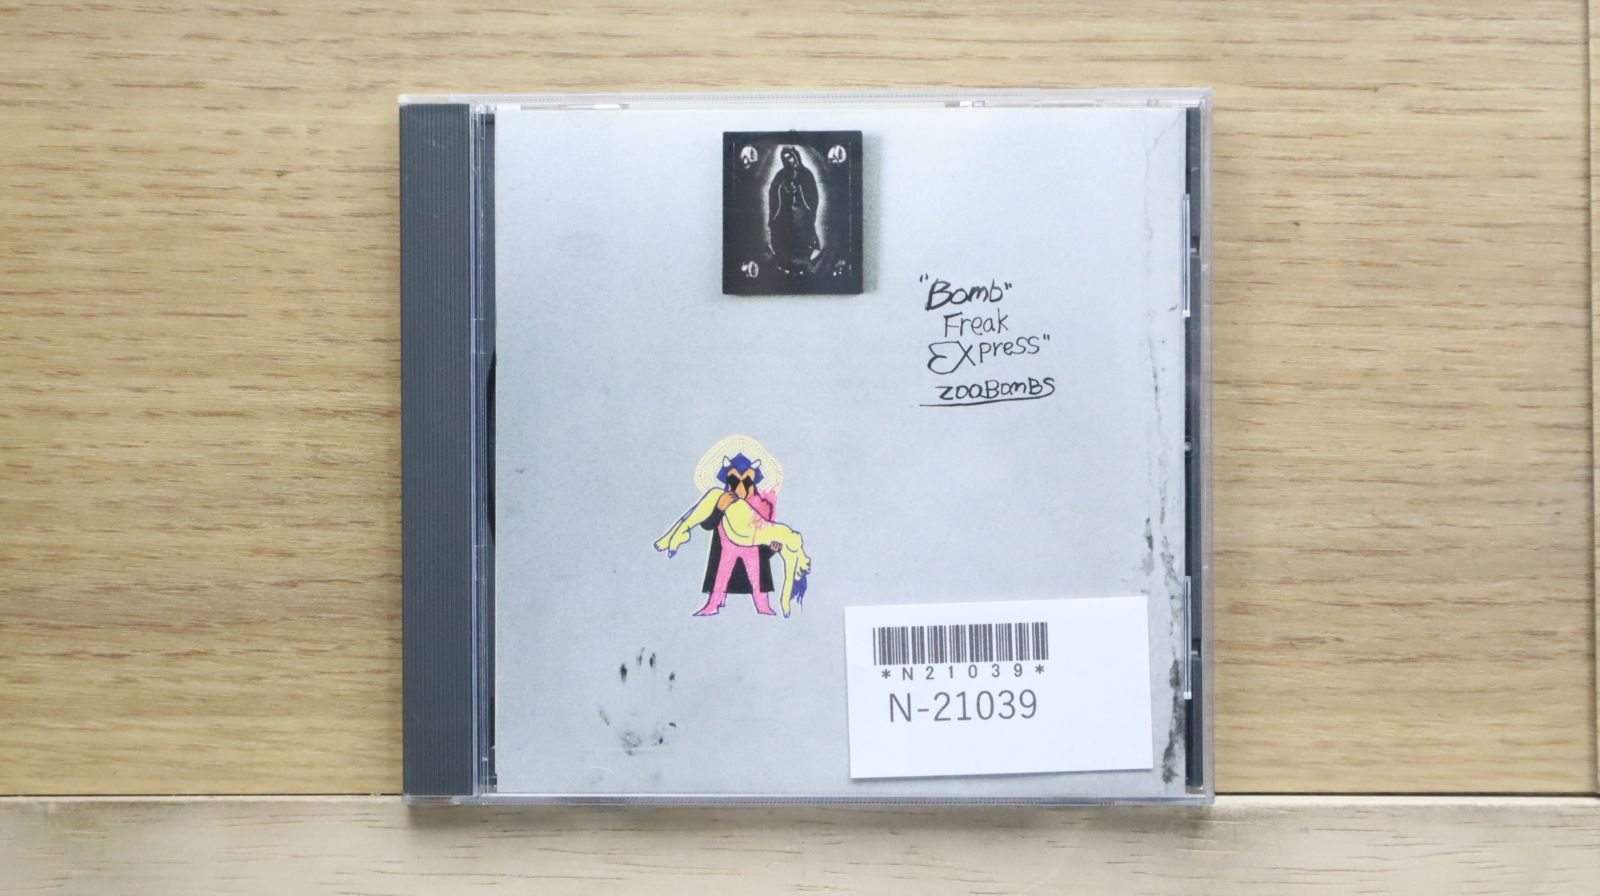 "Bomb"
Freak
EXpress"
ZOOBOMBS
*N21039*
N-21039